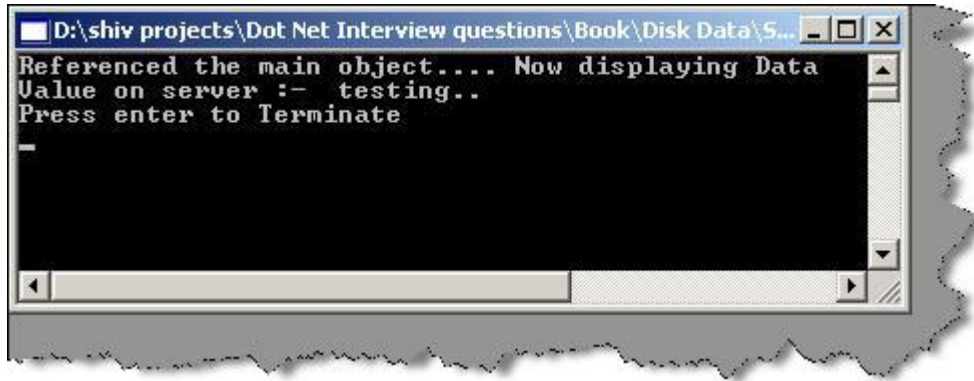 D:\shiv projects\Dot Net Interview questions\Book\Disk Data\S...
Referenced the main object.... Now displaying Data
Value on server :-  testing..
Press enter to Terminate